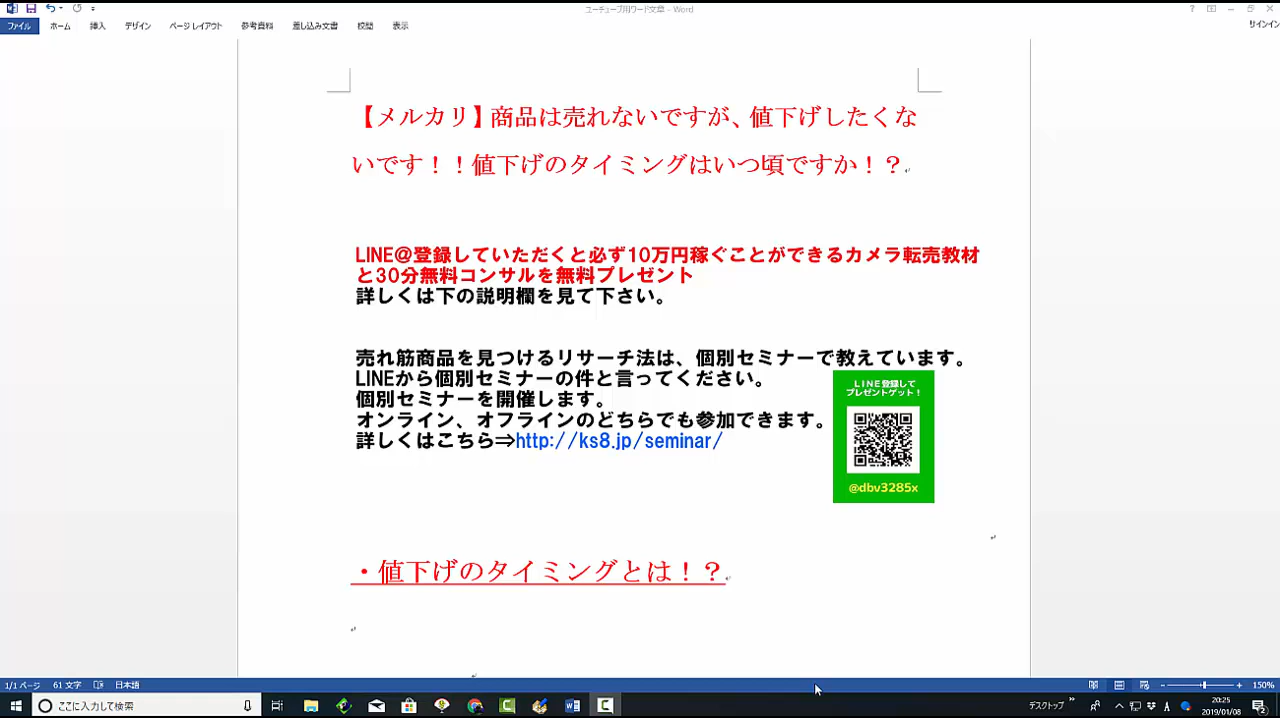 ユーチューブ用ワード文章 - Word
ファイル ホーム 挿入 デザイン ページ レイアウト 参考資料 差し込み文書 校閲 表示
サインイン
【メルカリ】商品は売れないですが、値下げしたくな
いです！！値下げのタイミングはいつ頃ですか！？
LINE@登録していただくと必ず10万円稼ぐことができるカメラ転売教材
と30分無料コンサルを無料プレゼント
詳しくは下の説明欄を見て下さい。
売れ筋商品を見つけるリサーチ法は、個別セミナーで教えています。
LINEから個別セミナーの件と言ってください。
個別セミナーを開催します。
オンライン、オフラインのどちらでも参加できます。
詳しくはこちら⇒http://ks8.jp/seminar/
LINE登録して
プレゼントゲット！
@dbv3285x
・値下げのタイミングとは！？
1/1 ページ 61 文字 日本語
150%
ここに入力して検索
デスクトップ
20:25
2019/01/08